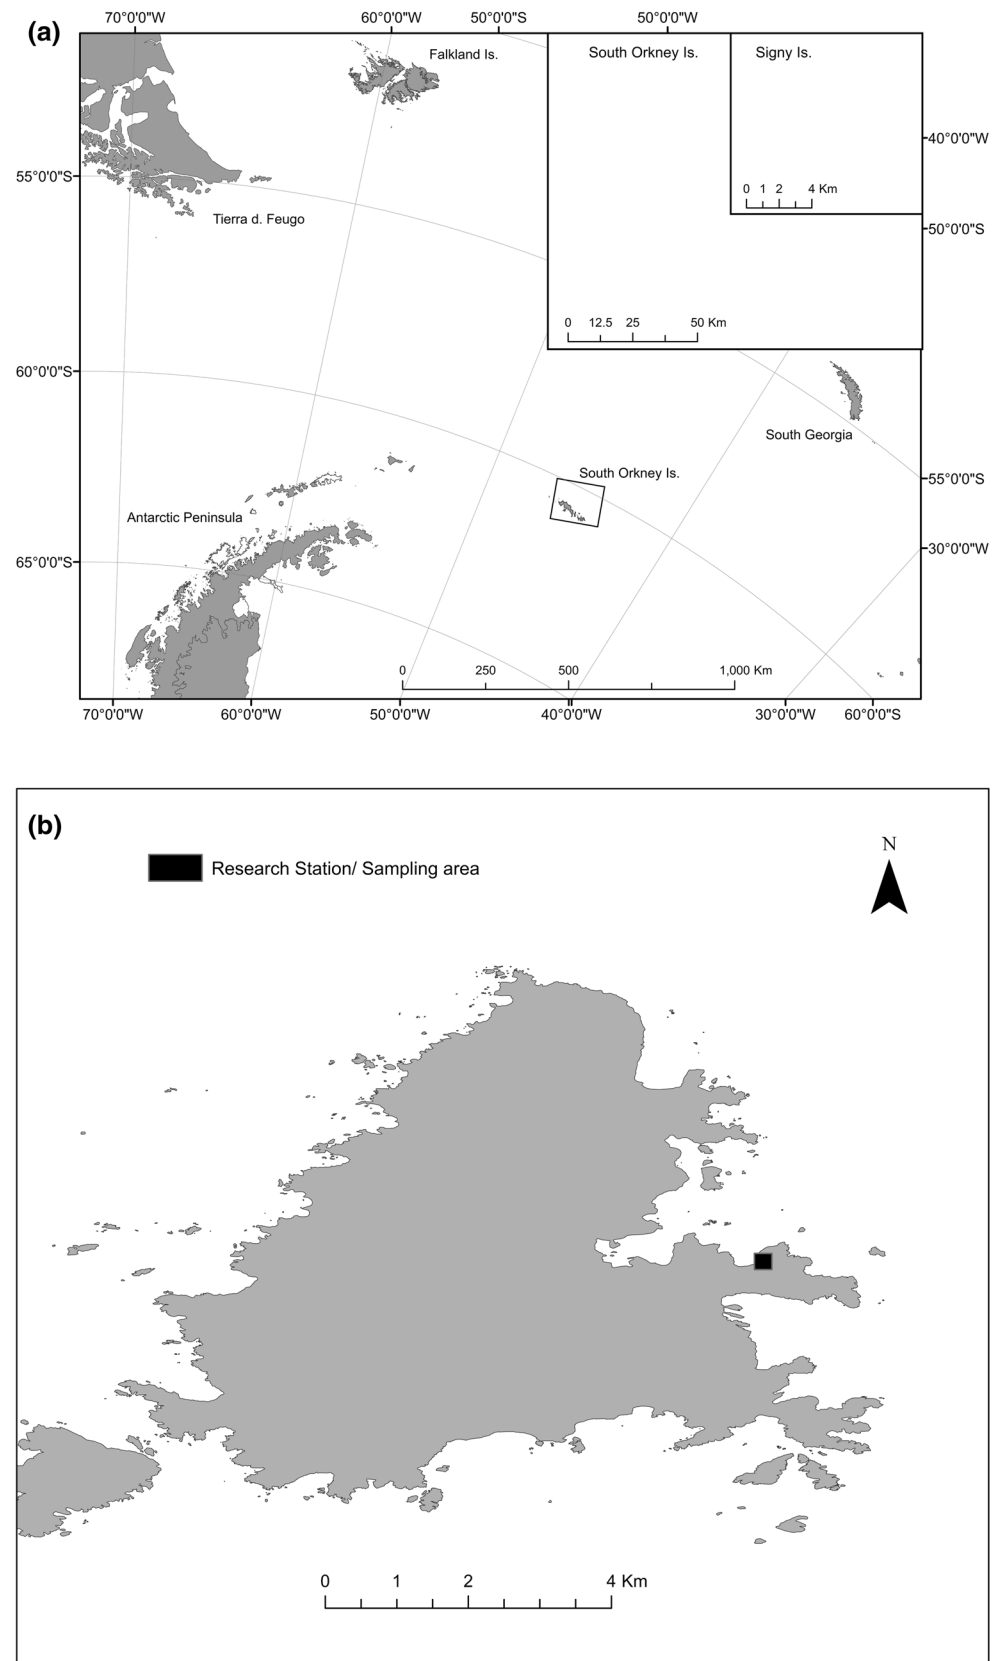 (a)
70°0'0"W 60°0'0"W 50°0'0"S 50°0'0"W
Falkland Is.
South Orkney Is.
Signy Is.
40°0'0"W
55°0'0"S
0 1 2 4 Km
Tierra d. Feugo
50°0'0"S
0 12.5 25 50 Km
60°0'0"S
South Georgia
South Orkney Is.
55°0'0"S
Antarctic Peninsula
30°0'0"W
65°0'0"S
0 250 500 1,000 Km
70°0'0"W 60°0'0"W 50°0'0"W 40°0'0"W 30°0'0"W 60°0'0"S
(b)
N
Research Station/ Sampling area
0 1 2 4 Km